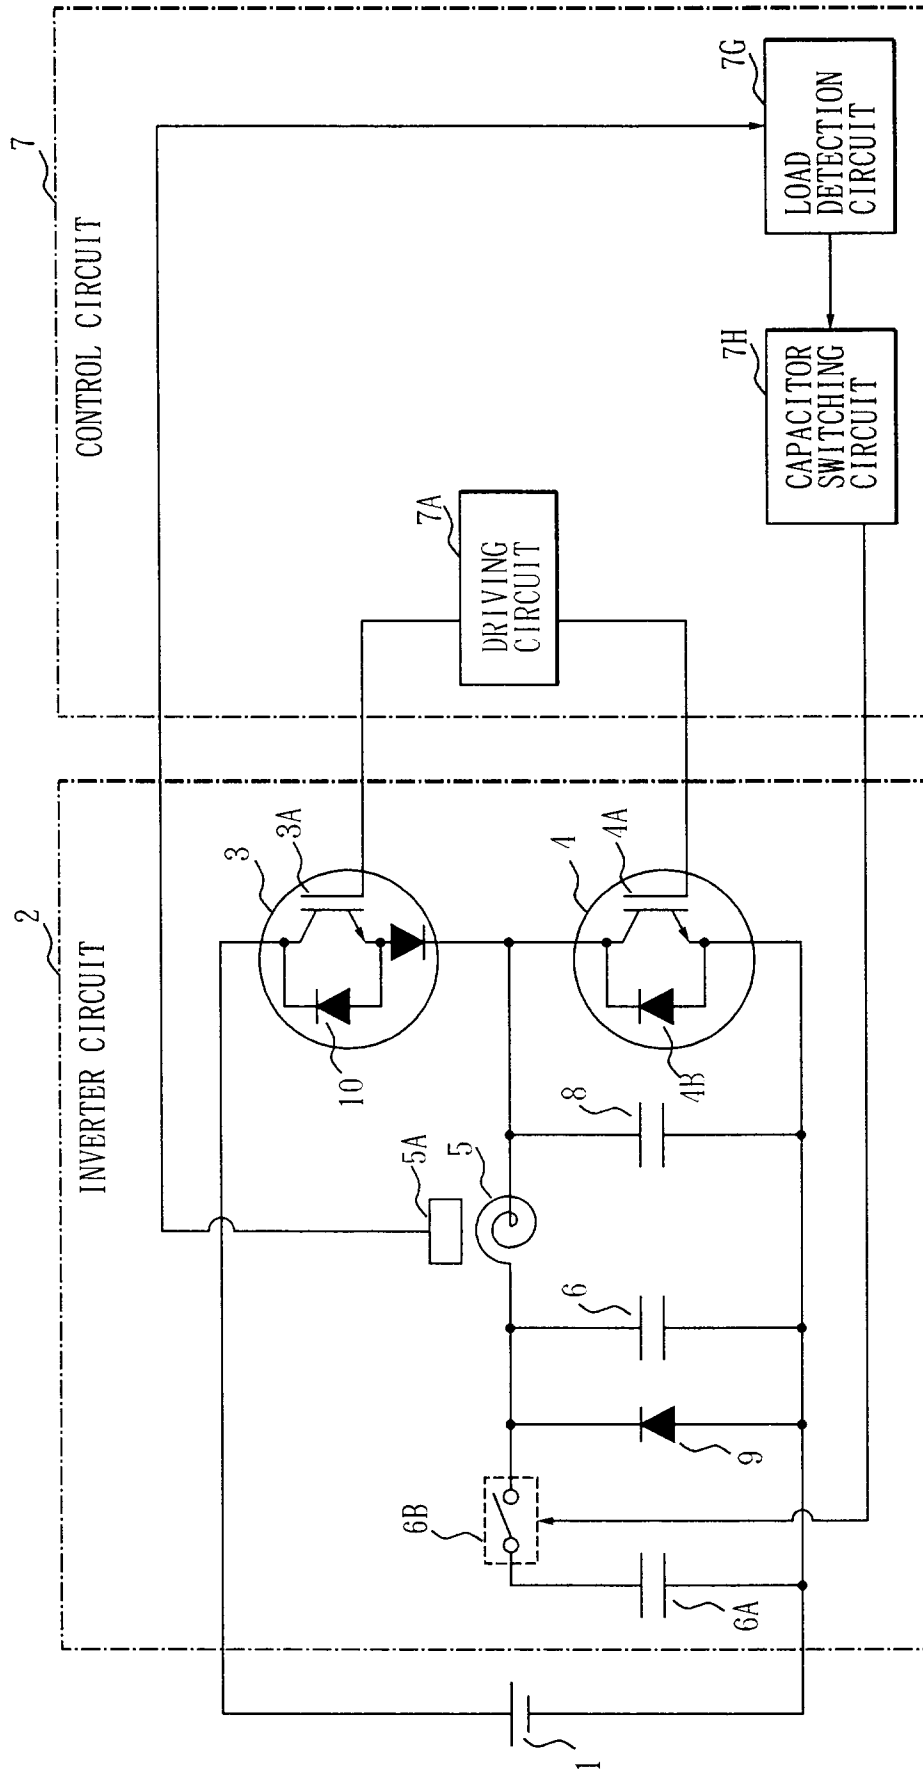 2
INVERTER CIRCUIT
7
CONTROL CIRCUIT
1
3
3A
10
4
4A
4B
5A
5
8
6
9
6B
6A
7A
DRIVING
CIRCUIT
7H
CAPACITOR
SWITCHING
CIRCUIT
7G
LOAD
DETECTION
CIRCUIT